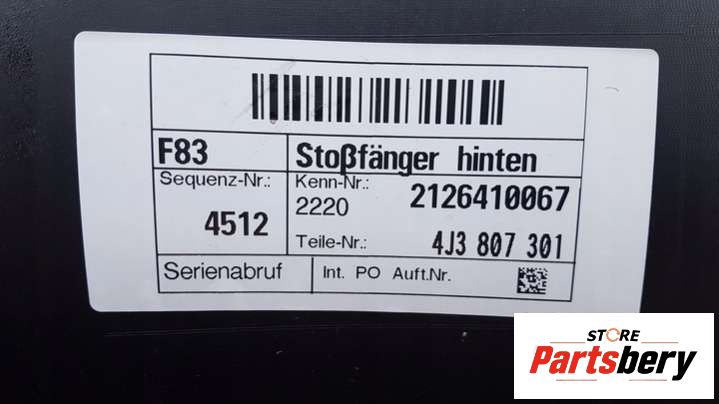 F83 Stoßfänger hinten
Sequenz-Nr.: Kenn-Nr.:
4512 2220 2126410067
Teile-Nr.: 4J3 807 301
Serienabruf Int. PO Auft.Nr.
STORE
Partsbery